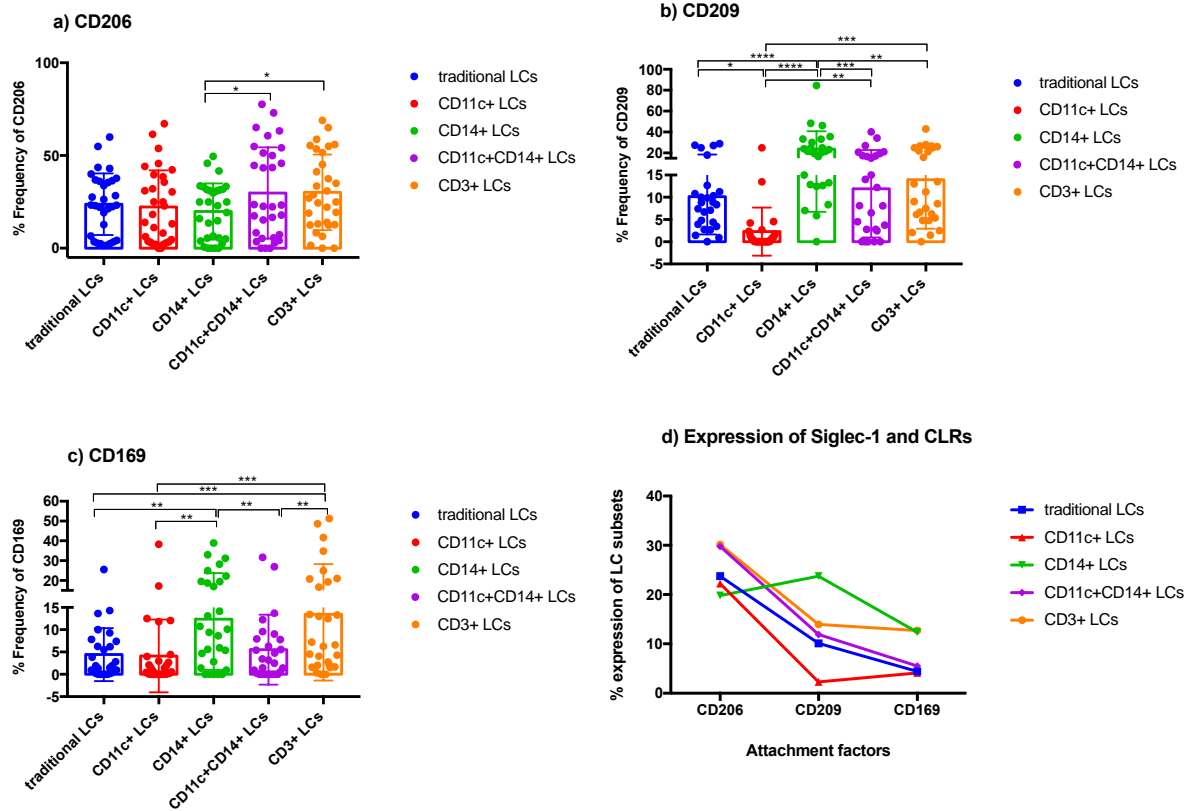 a) CD206
% Frequency of CD206
100
50
0
*
*
traditional LCs
CD11c+ LCs
CD14+ LCs
CD11c+CD14+ LCs
CD3+ LCs
traditional LCs
CD11c+ LCs
CD14+ LCs
CD11c+CD14+ LCs
CD3+ LCs
b) CD209
% Frequency of CD209
100
80
60
40
20
15
10
5
0
-5
***
**** **
* **** ***
**
traditional LCs
CD11c+ LCs
CD14+ LCs
CD11c+CD14+ LCs
CD3+ LCs
traditional LCs
CD11c+ LCs
CD14+ LCs
CD11c+CD14+ LCs
CD3+ LCs
c) CD169
% Frequency of CD169
60
50
40
30
20
10
15
10
5
0
-5
***
***
** ** **
**
traditional LCs
CD11c+ LCs
CD14+ LCs
CD11c+CD14+ LCs
CD3+ LCs
traditional LCs
CD11c+ LCs
CD14+ LCs
CD11c+CD14+ LCs
CD3+ LCs
d) Expression of Siglec-1 and CLRs
% expression of LC subsets
40
30
20
10
0
CD206 CD209 CD169
Attachment factors
traditional LCs
CD11c+ LCs
CD14+ LCs
CD11c+CD14+ LCs
CD3+ LCs